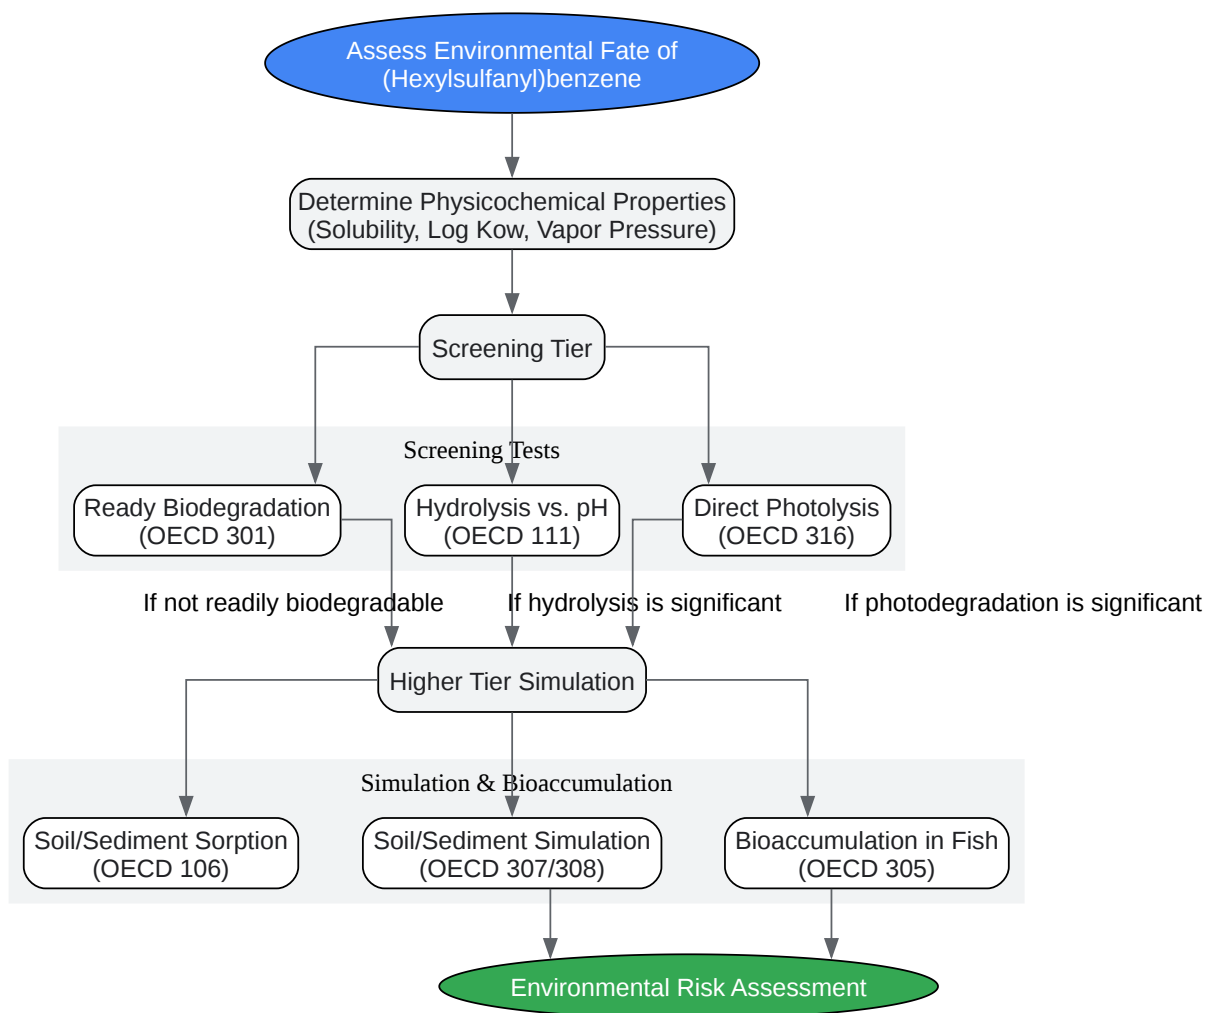 Assess Environmental Fate of
(Hexylsulfanyl)benzene
Determine Physicochemical Properties
(Solubility, Log Kow, Vapor Pressure)
Screening Tier
Screening Tests
Ready Biodegradation
(OECD 301)
Hydrolysis vs. pH
(OECD 111)
Direct Photolysis
(OECD 316)
If not readily biodegradable
If hydrolysis is significant
If photodegradation is significant
Higher Tier Simulation
Simulation & Bioaccumulation
Soil/Sediment Sorption
(OECD 106)
Soil/Sediment Simulation
(OECD 307/308)
Bioaccumulation in Fish
(OECD 305)
Environmental Risk Assessment